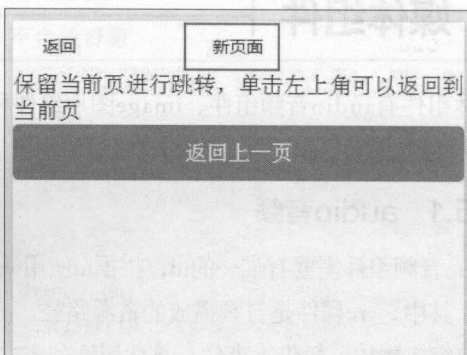 返回
新页面
保留当前页进行跳转，单击左上角可以返回到
当前页
返回上一页